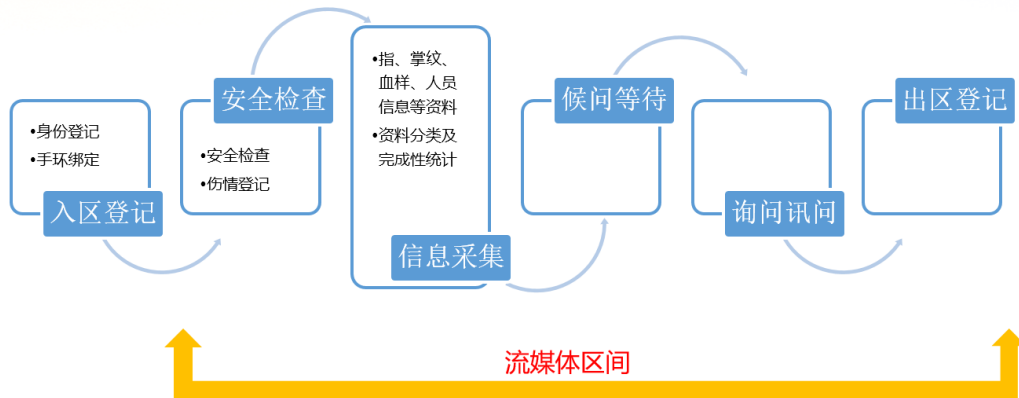 •身份登记
•手环绑定
入区登记
安全检查
•安全检查
•伤情登记
•指、掌纹、
血样、人员
信息等资料
•资料分类及
完成性统计
信息采集
候问等待
询问讯问
出区登记
流媒体区间